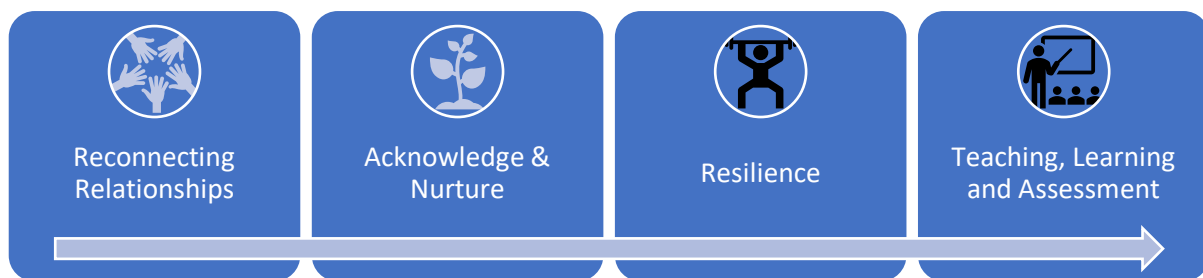 Reconnecting
Relationships
Acknowledge &
Nurture
Resilience
Teaching, Learning
and Assessment